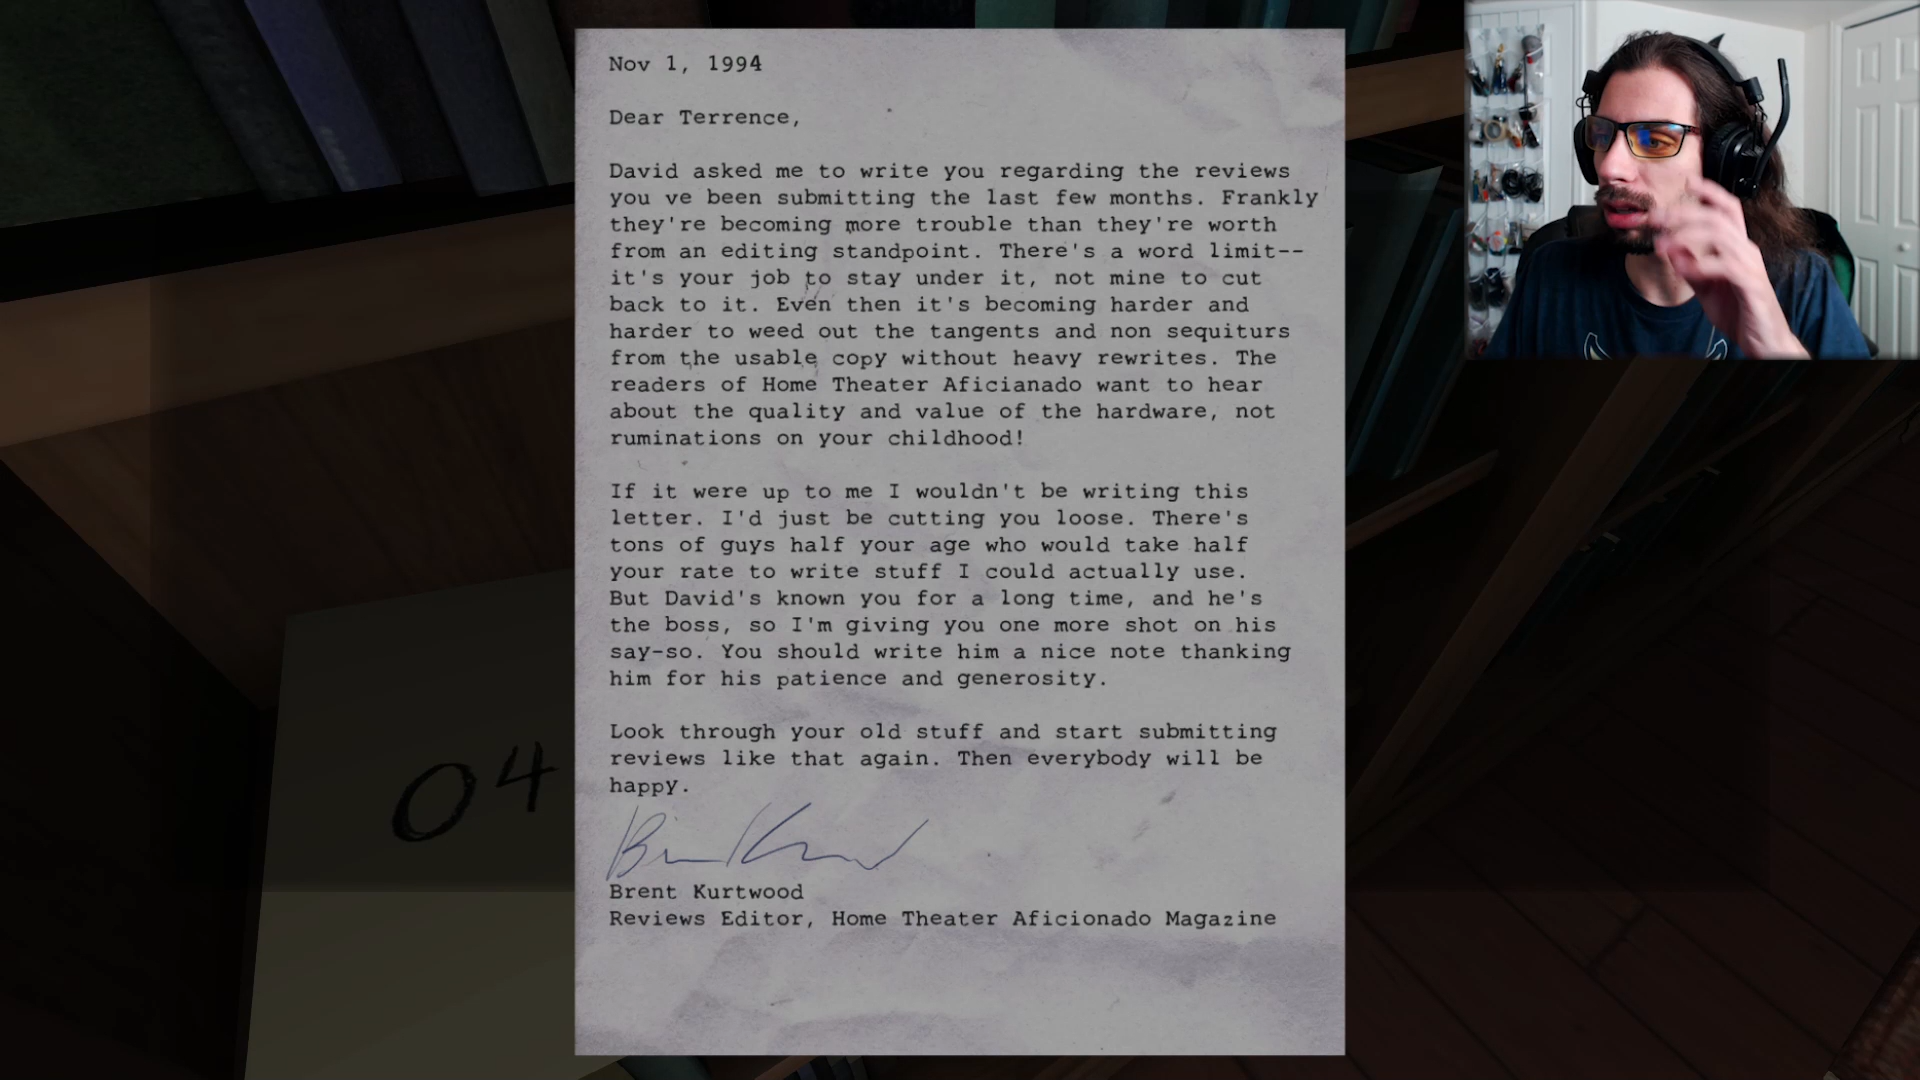 Nov 1, 1994
Dear Terrence,
David asked me to write you regarding the reviews
you ve been submitting the last few months. Frankly
they're becoming more trouble than they're worth
from an editing standpoint. There's a word limit--
it's your job to stay under it, not mine to cut
back to it. Even then it's becoming harder and
harder to weed out the tangents and non sequiturs
from the usable copy without heavy rewrites. The
readers of Home Theater Aficianado want to hear
about the quality and value of the hardware, not
ruminations on your childhood!
If it were up to me I wouldn't be writing this
letter. I'd just be cutting you loose. There's
tons of guys half your age who would take half
your rate to write stuff I could actually use.
But David's known you for a long time, and he's
the boss, so I'm giving you one more shot on his
say-so. You should write him a nice note thanking
him for his patience and generosity.
Look through your old stuff and start submitting
reviews like that again. Then everybody will be
happy.
Brent Kurtwood
Reviews Editor, Home Theater Aficionado Magazine
04